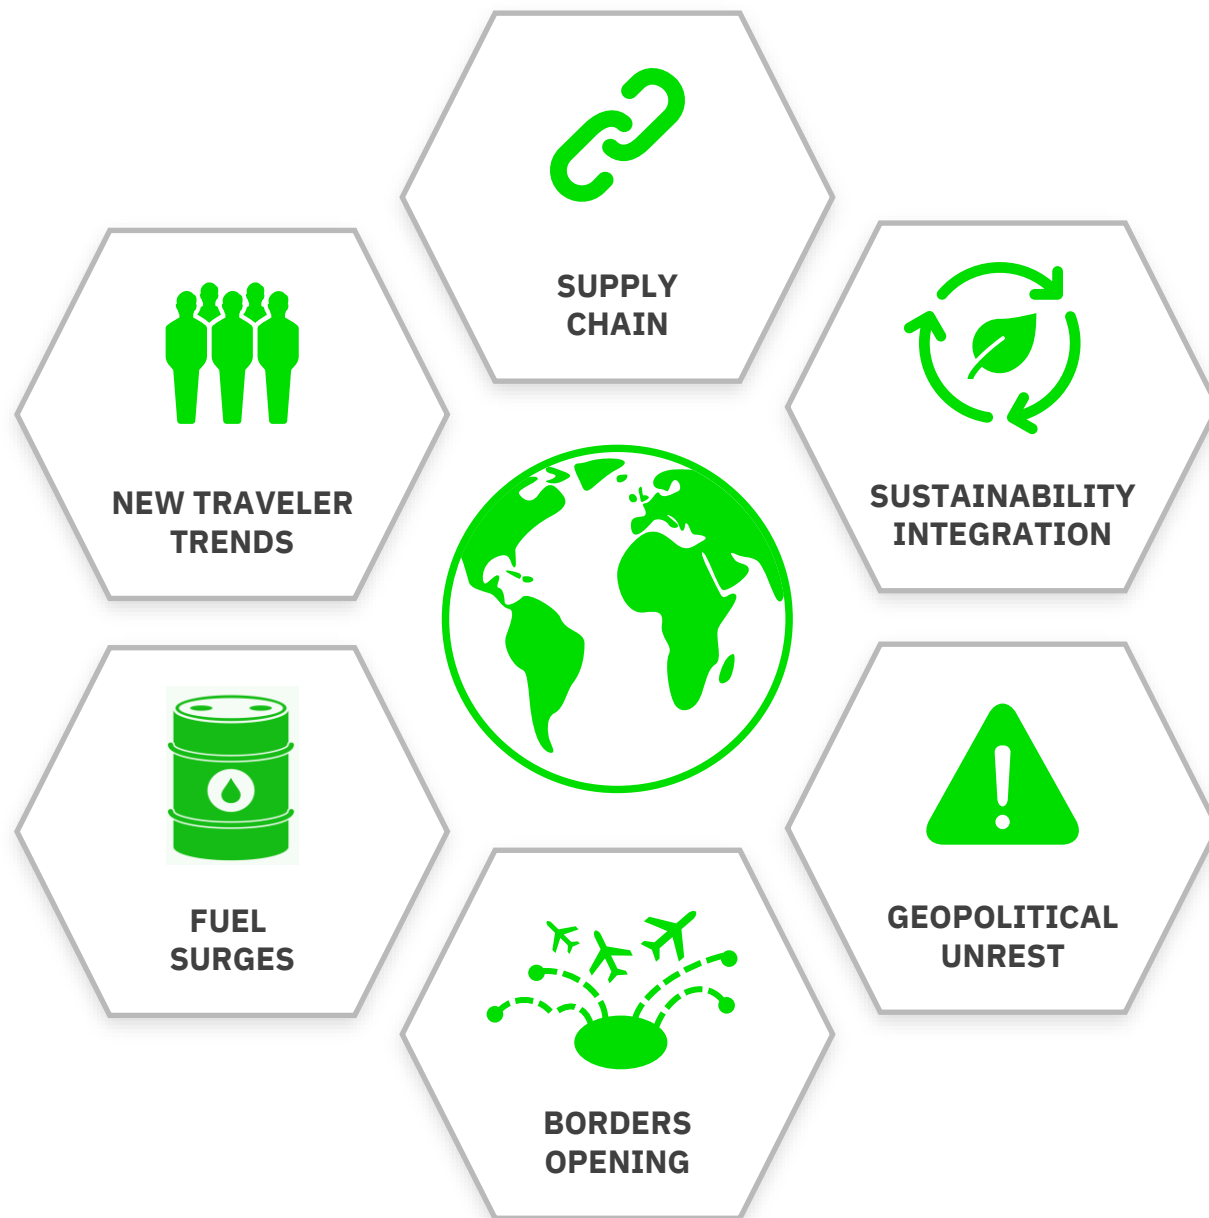 SUPPLY
CHAIN
NEW TRAVELER
TRENDS
SUSTAINABILITY
INTEGRATION
FUEL
SURGES
GEOPOLITICAL
UNREST
BORDERS
OPENING